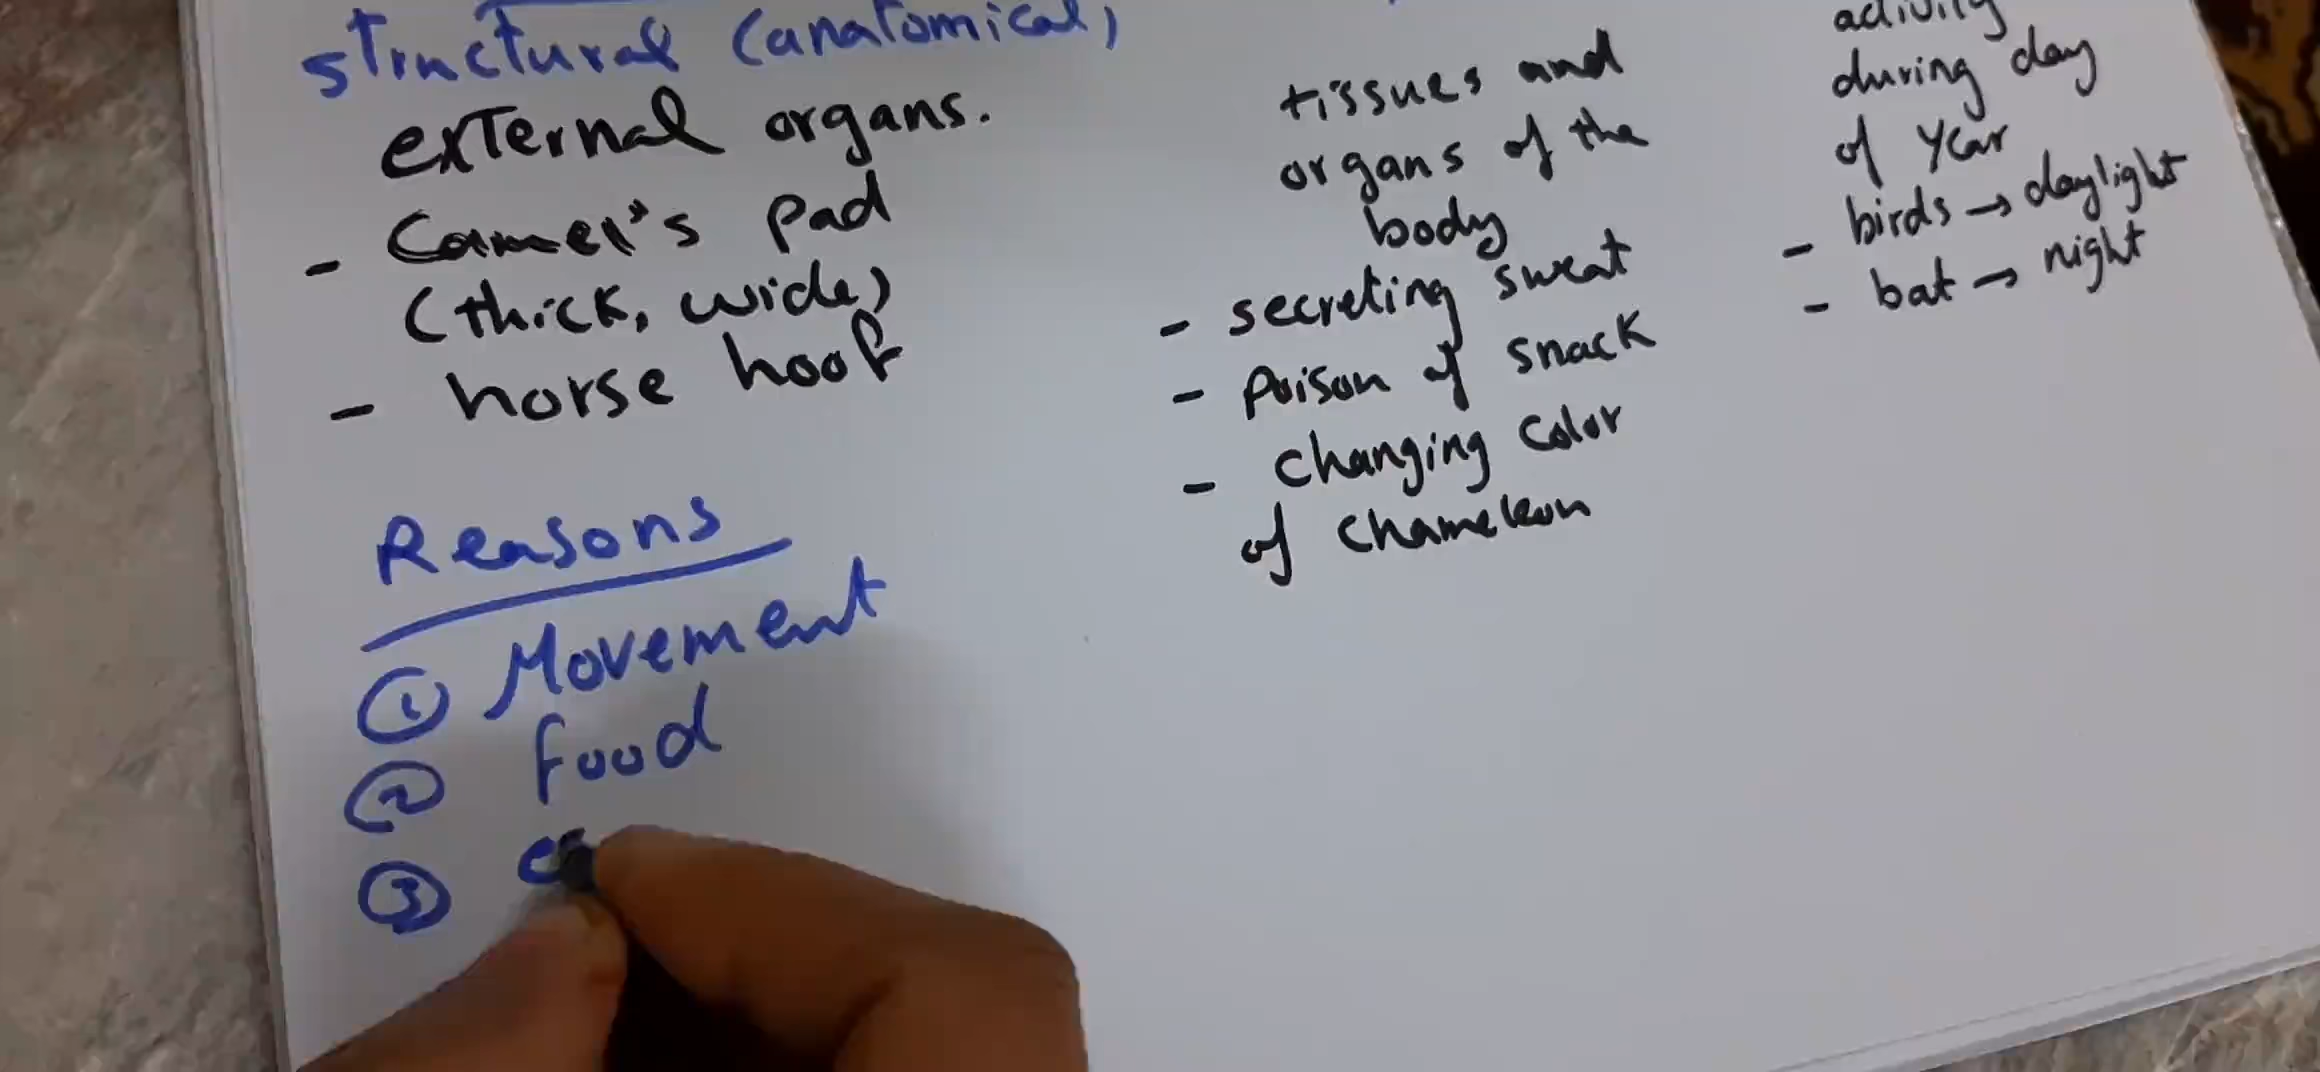 structural (anatomical)
external organs.
- Camel's pad
(thick, wide)
- horse hoof
tissues and
organs of the
body
- secreting sweat
- Poison of snack
- Changing Color
of Chameleon
activity
during day
of year
- birds → daylight
- bat → night
Reasons
① Movement
② food
③